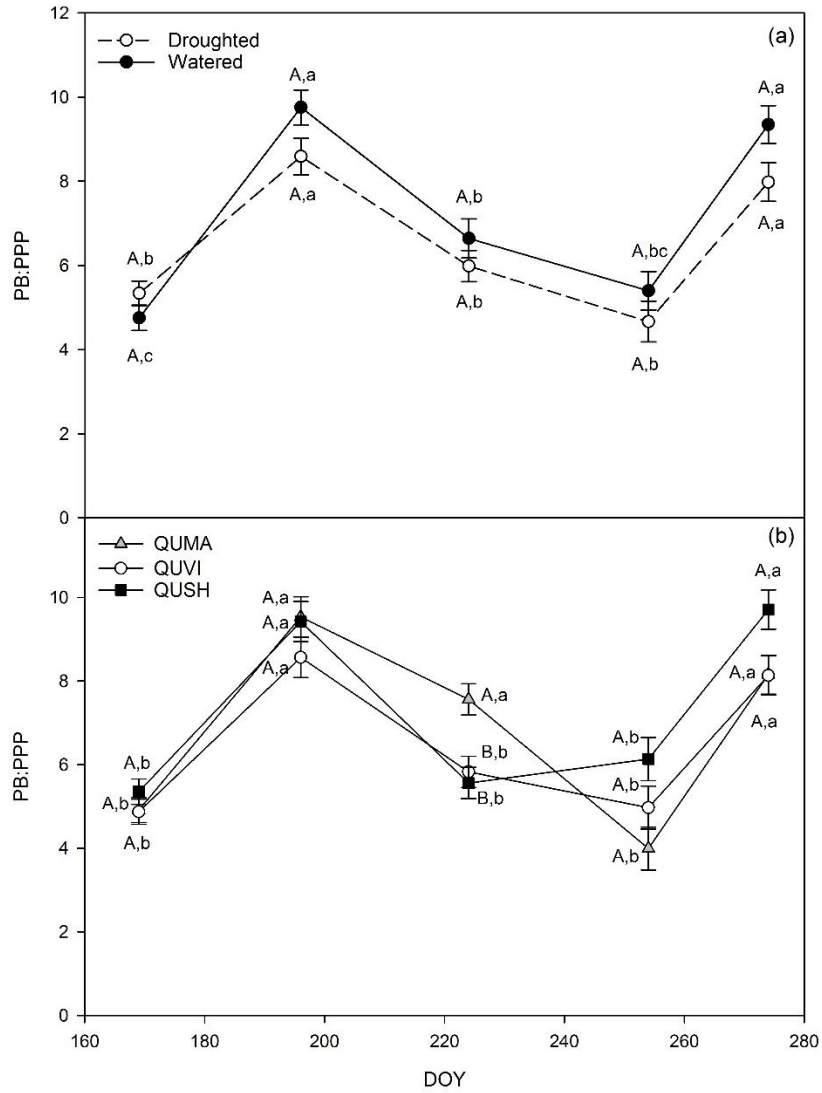 12
(a)
Droughted
Watered
A,a
A,a
10
8
A,b
A,b
A,a
A,bc
A,a
6
PB:PPP
A,b
4
A,c
A,b
2
0
(b)
QUMA
QUVI
QUSH
A,a
10
A,a
A,a
8
A,a
A,a
A,a
A,a
6
B,b
A,b
A,b
PB:PPP
A,b
B,b
A,b
A,b
4
A,b
2
0
160
180
200
220
240
260
280
DOY